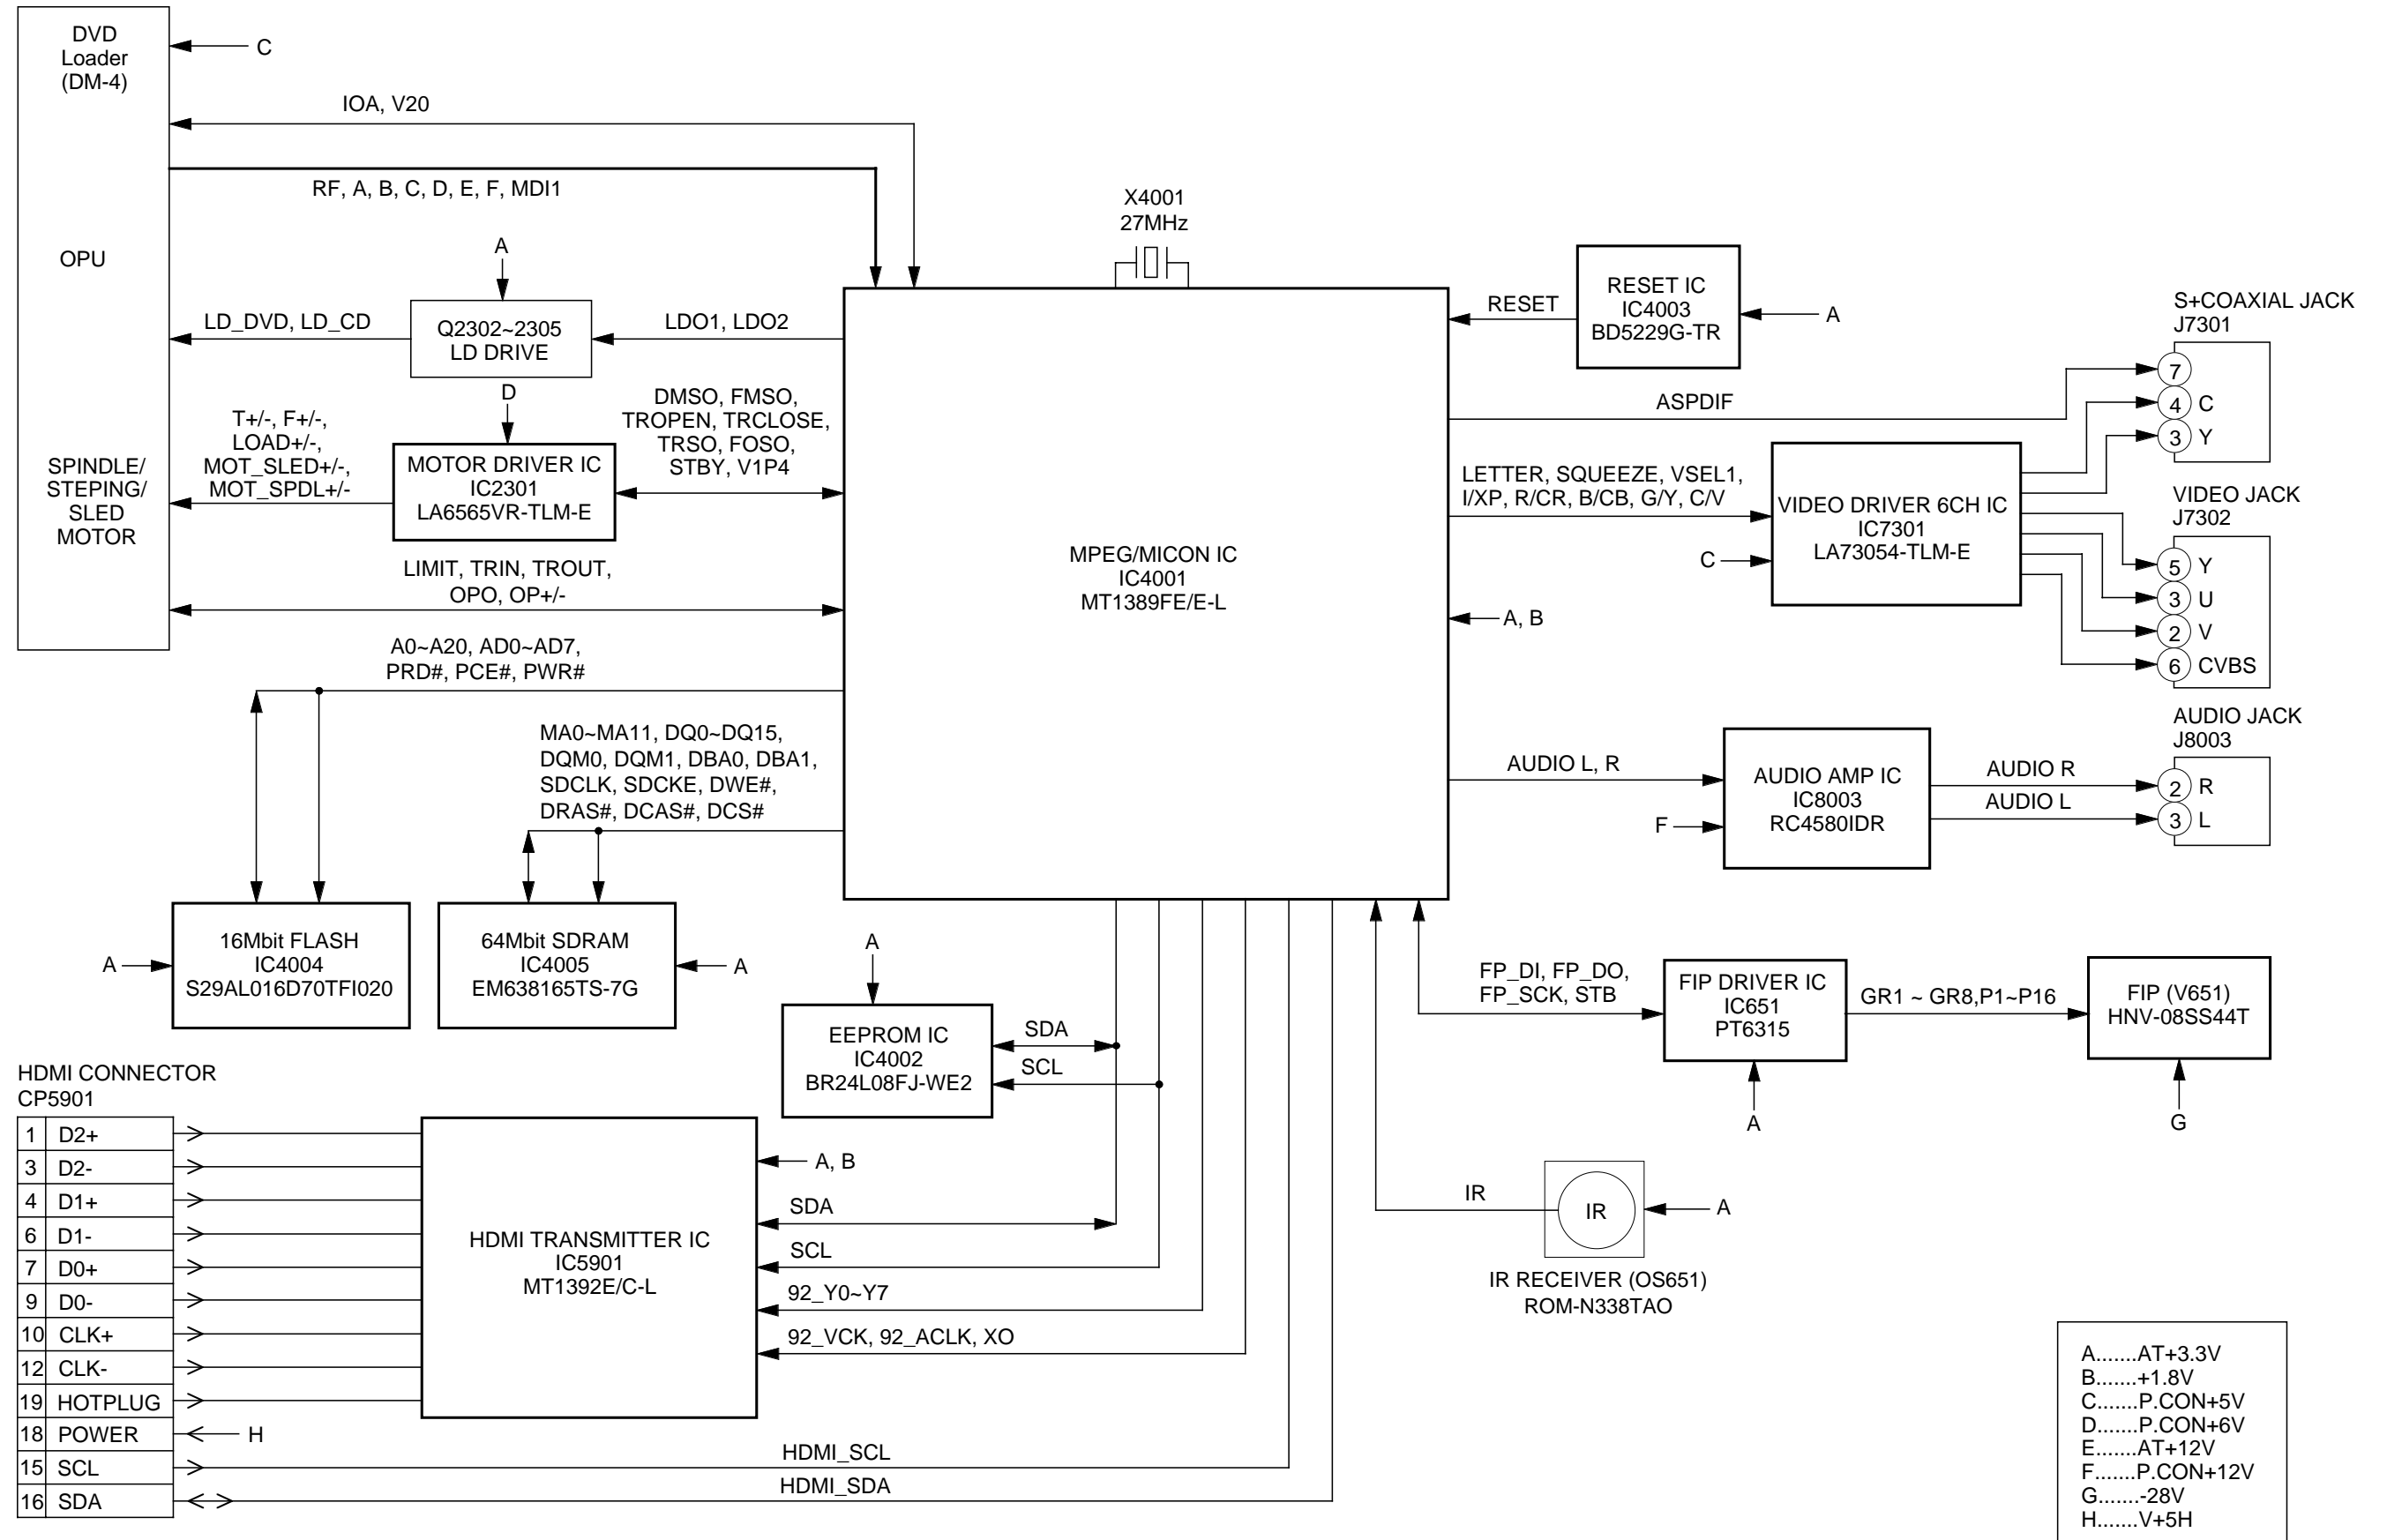 DVD
Loader
(DM-4)
C
IOA, V20
RF, A, B, C, D, E, F, MDI1
OPU
A
LD_DVD, LD_CD
Q2302~2305
LD DRIVE
LDO1, LDO2
D
T+/-, F+/-,
LOAD+/-,
MOT_SLED+/-,
MOT_SPDL+/-
SPINDLE/
STEPING/
SLED
MOTOR
MOTOR DRIVER IC
IC2301
LA6565VR-TLM-E
DMSO, FMSO,
TROPEN, TRCLOSE,
TRSO, FOSO,
STBY, V1P4
LIMIT, TRIN, TROUT,
OPO, OP+/-
A0~A20, AD0~AD7,
PRD#, PCE#, PWR#
MA0~MA11, DQ0~DQ15,
DQM0, DQM1, DBA0, DBA1,
SDCLK, SDCKE, DWE#,
DRAS#, DCAS#, DCS#
X4001
27MHz
MPEG/MICON IC
IC4001
MT1389FE/E-L
RESET
RESET IC
IC4003
BD5229G-TR
A
S+COAXIAL JACK
J7301
7
4 C
3 Y
ASPDIF
LETTER, SQUEEZE, VSEL1,
I/XP, R/CR, B/CB, G/Y, C/V
C
VIDEO DRIVER 6CH IC
IC7301
LA73054-TLM-E
VIDEO JACK
J7302
5 Y
3 U
2 V
6 CVBS
A, B
AUDIO L, R
F
AUDIO AMP IC
IC8003
RC4580IDR
AUDIO R
AUDIO L
AUDIO JACK
J8003
2 R
3 L
A
16Mbit FLASH
IC4004
S29AL016D70TFI020
64Mbit SDRAM
IC4005
EM638165TS-7G
A
A
EEPROM IC
IC4002
BR24L08FJ-WE2
SDA
SCL
FP_DI, FP_DO,
FP_SCK, STB
FIP DRIVER IC
IC651
PT6315
A
GR1 ~ GR8,P1~P16
FIP (V651)
HNV-08SS44T
G
IR
IR
A
IR RECEIVER (OS651)
ROM-N338TAO
HDMI CONNECTOR
CP5901
1 D2+
3 D2-
4 D1+
6 D1-
7 D0+
9 D0-
10 CLK+
12 CLK-
19 HOTPLUG
18 POWER
15 SCL
16 SDA
H
HDMI TRANSMITTER IC
IC5901
MT1392E/C-L
A, B
SDA
SCL
92_Y0~Y7
92_VCK, 92_ACLK, XO
HDMI_SCL
HDMI_SDA
A.......AT+3.3V
B.......+1.8V
C.......P.CON+5V
D.......P.CON+6V
E.......AT+12V
F.......P.CON+12V
G.......-28V
H.......V+5H